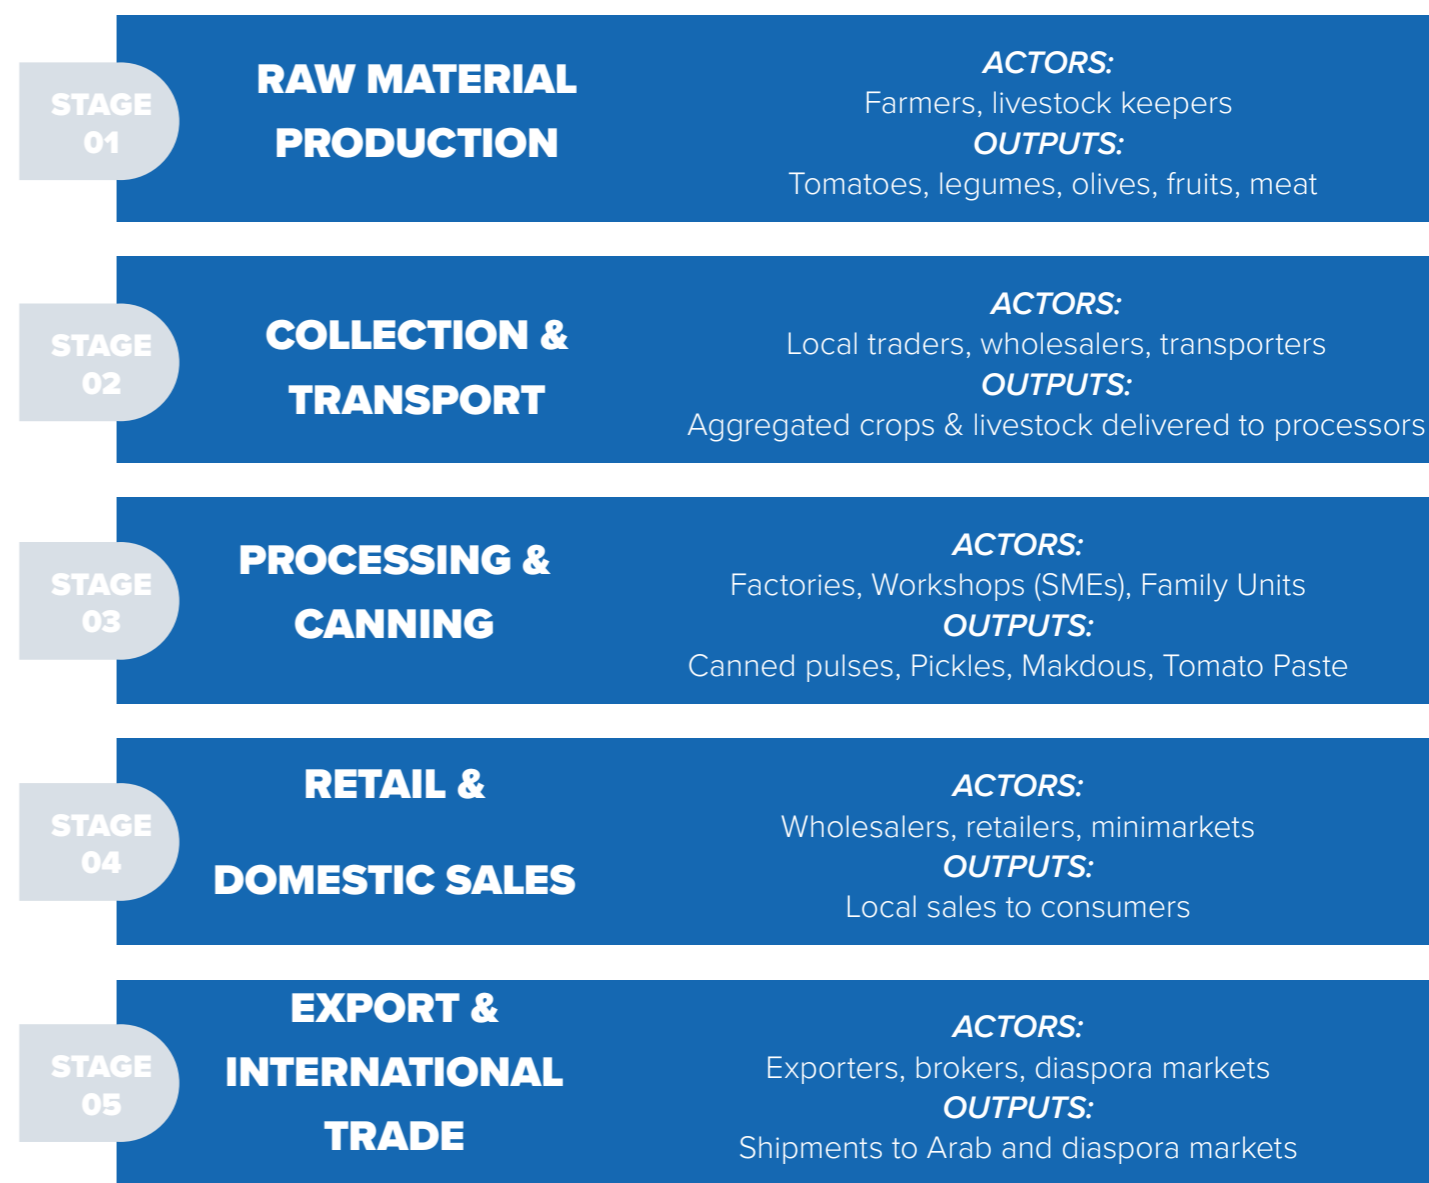 STAGE
01
RAW MATERIAL
PRODUCTION
ACTORS:
Farmers, livestock keepers
OUTPUTS:
Tomatoes, legumes, olives, fruits, meat
STAGE
02
COLLECTION &
TRANSPORT
ACTORS:
Local traders, wholesalers, transporters
OUTPUTS:
Aggregated crops & livestock delivered to processors
STAGE
03
PROCESSING &
CANNING
ACTORS:
Factories, Workshops (SMEs), Family Units
OUTPUTS:
Canned pulses, Pickles, Makdous, Tomato Paste
STAGE
04
RETAIL &
DOMESTIC SALES
ACTORS:
Wholesalers, retailers, minimarkets
OUTPUTS:
Local sales to consumers
STAGE
05
EXPORT &
INTERNATIONAL
TRADE
ACTORS:
Exporters, brokers, diaspora markets
OUTPUTS:
Shipments to Arab and diaspora markets